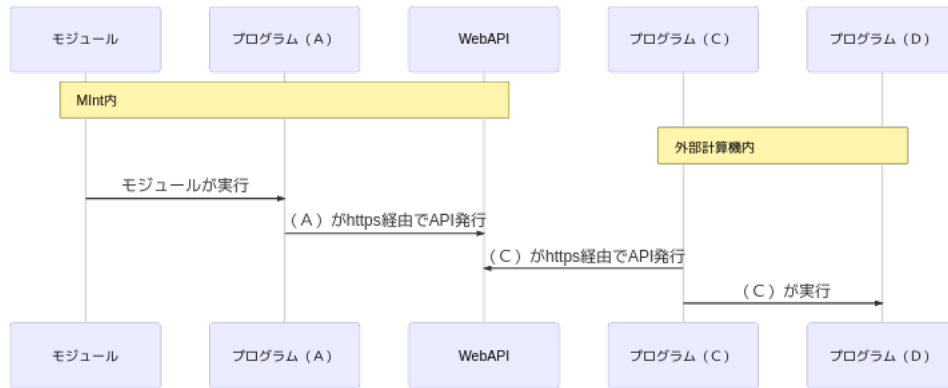 モジュール
プログラム（A）
WebAPI
プログラム（C）
プログラム（D）
MInt内
外部計算機内
モジュールが実行
（A）がhttps経由でAPI発行
（C）がhttps経由でAPI発行
（C）が実行
モジュール
プログラム（A）
WebAPI
プログラム（C）
プログラム（D）